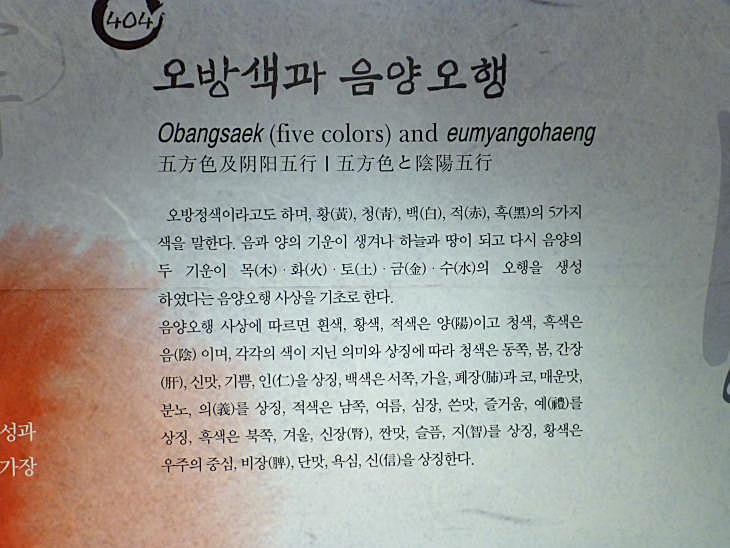 404
오방색과 음양오행
Obangsaek (five colors) and eumyangohaeng
五方色及阴阳五行 | 五方色と陰陽五行
오방정색이라고도 하며, 황(黃), 청(靑), 백(白), 적(赤), 흑(黑)의 5가지
색을 말한다. 음과 양의 기운이 생겨나 하늘과 땅이 되고 다시 음양의
두 기운이 목(木)·화(火)·토(土)·금(金)·수(水)의 오행을 생성
하였다는 음양오행 사상을 기초로 한다.
음양오행 사상에 따르면 흰색, 황색, 적색은 양(陽)이고 청색, 흑색은
음(陰) 이며, 각각의 색이 지닌 의미와 상징에 따라 청색은 동쪽, 봄, 간장
(肝), 신맛, 기쁨, 인(仁)을 상징, 백색은 서쪽, 가을, 폐장(肺)과 코, 매운맛,
분노, 의(義)를 상징, 적색은 남쪽, 여름, 심장, 쓴맛, 즐거움, 예(禮)를
상징, 흑색은 북쪽, 겨울, 신장(腎), 짠맛, 슬픔, 지(智)를 상징, 황색은
우주의 중심, 비장(脾), 단맛, 욕심, 신(信)을 상징한다.
성과
가장